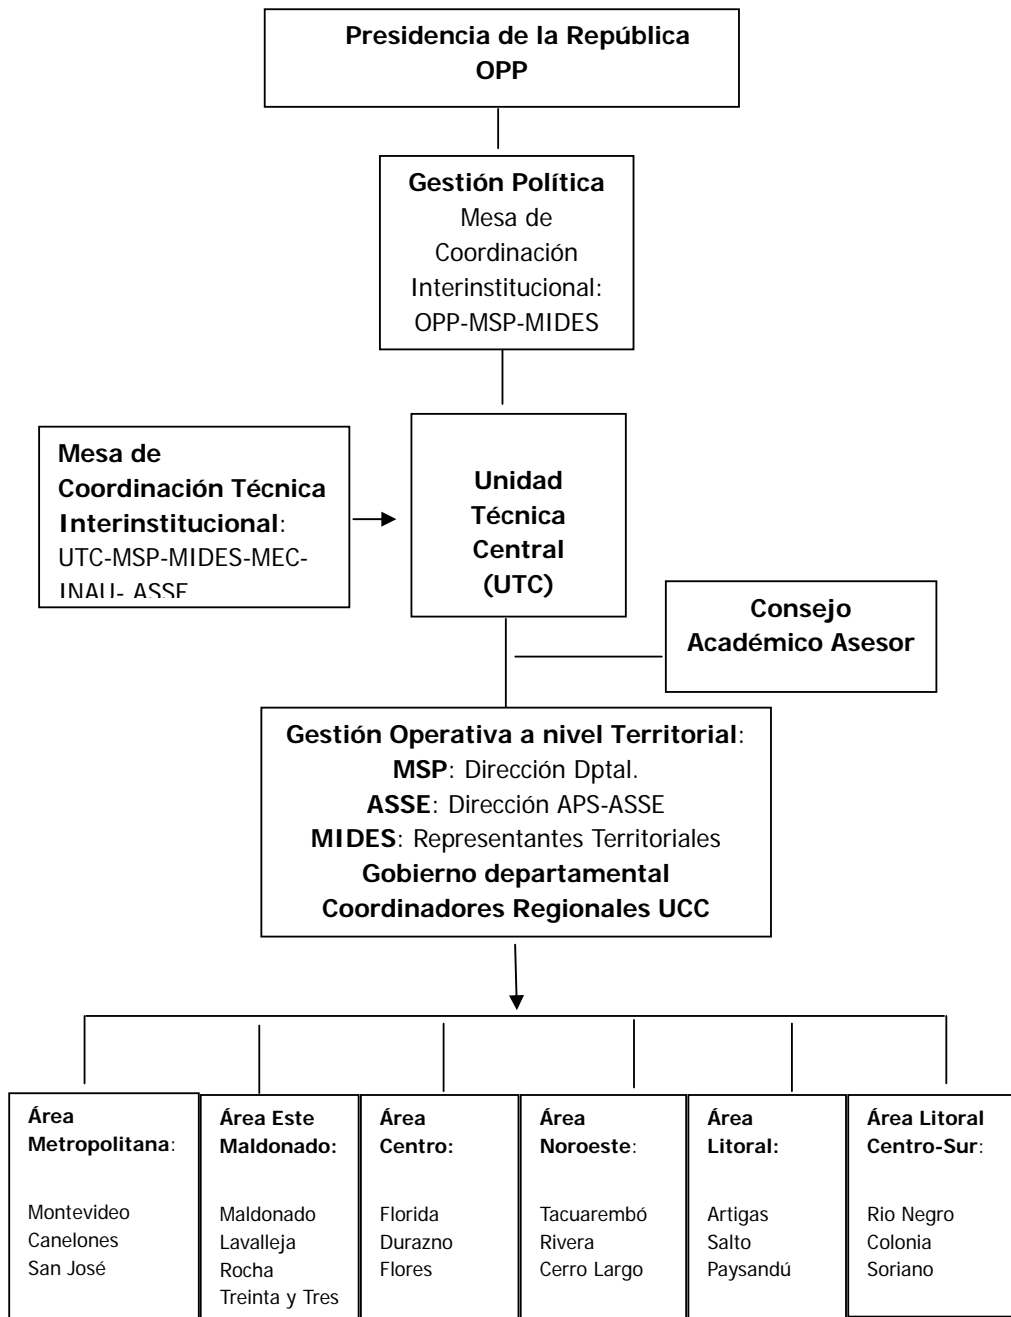 Presidencia de la República
OPP
Gestión Política
Mesa de
Coordinación
Interinstitucional:
OPP-MSP-MIDES
Mesa de
Coordinación Técnica
Interinstitucional:
UTC-MSP-MIDES-MEC-
INAU- ASSE
Unidad
Técnica
Central
(UTC)
Consejo
Académico Asesor
Gestión Operativa a nivel Territorial:
MSP: Dirección Dptal.
ASSE: Dirección APS-ASSE
MIDES: Representantes Territoriales
Gobierno departamental
Coordinadores Regionales UCC
Área
Metropolitana:
Montevideo
Canelones
San José
Área Este
Maldonado:
Maldonado
Lavalleja
Rocha
Treinta y Tres
Área
Centro:
Florida
Durazno
Flores
Área
Noroeste:
Tacuarembó
Rivera
Cerro Largo
Área
Litoral:
Artigas
Salto
Paysandú
Área Litoral
Centro-Sur:
Rio Negro
Colonia
Soriano